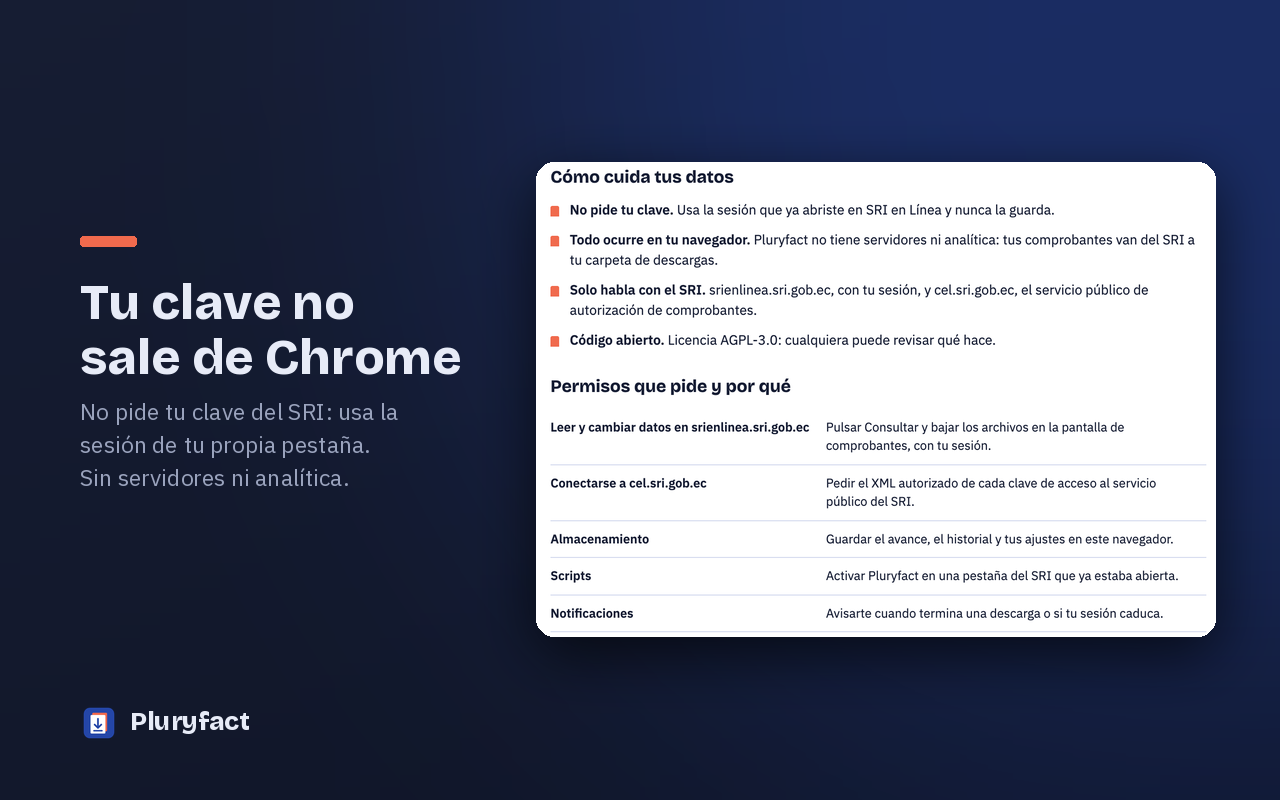 Tu clave no
sale de Chrome
No pide tu clave del SRI: usa la
sesión de tu propia pestaña.
Sin servidores ni analítica.
Pluryfact
Cómo cuida tus datos
No pide tu clave. Usa la sesión que ya abriste en SRI en Línea y nunca la guarda.
Todo ocurre en tu navegador. Pluryfact no tiene servidores ni analítica: tus comprobantes van del SRI a
tu carpeta de descargas.
Solo habla con el SRI. srienlinea.sri.gob.ec, con tu sesión, y cel.sri.gob.ec, el servicio público de
autorización de comprobantes.
Código abierto. Licencia AGPL-3.0: cualquiera puede revisar qué hace.
Permisos que pide y por qué
Leer y cambiar datos en srienlinea.sri.gob.ec
Pulsar Consultar y bajar los archivos en la pantalla de
comprobantes, con tu sesión.
Conectarse a cel.sri.gob.ec
Pedir el XML autorizado de cada clave de acceso al servicio
público del SRI.
Almacenamiento
Guardar el avance, el historial y tus ajustes en este navegador.
Scripts
Activar Pluryfact en una pestaña del SRI que ya estaba abierta.
Notificaciones
Avisarte cuando termina una descarga o si tu sesión caduca.